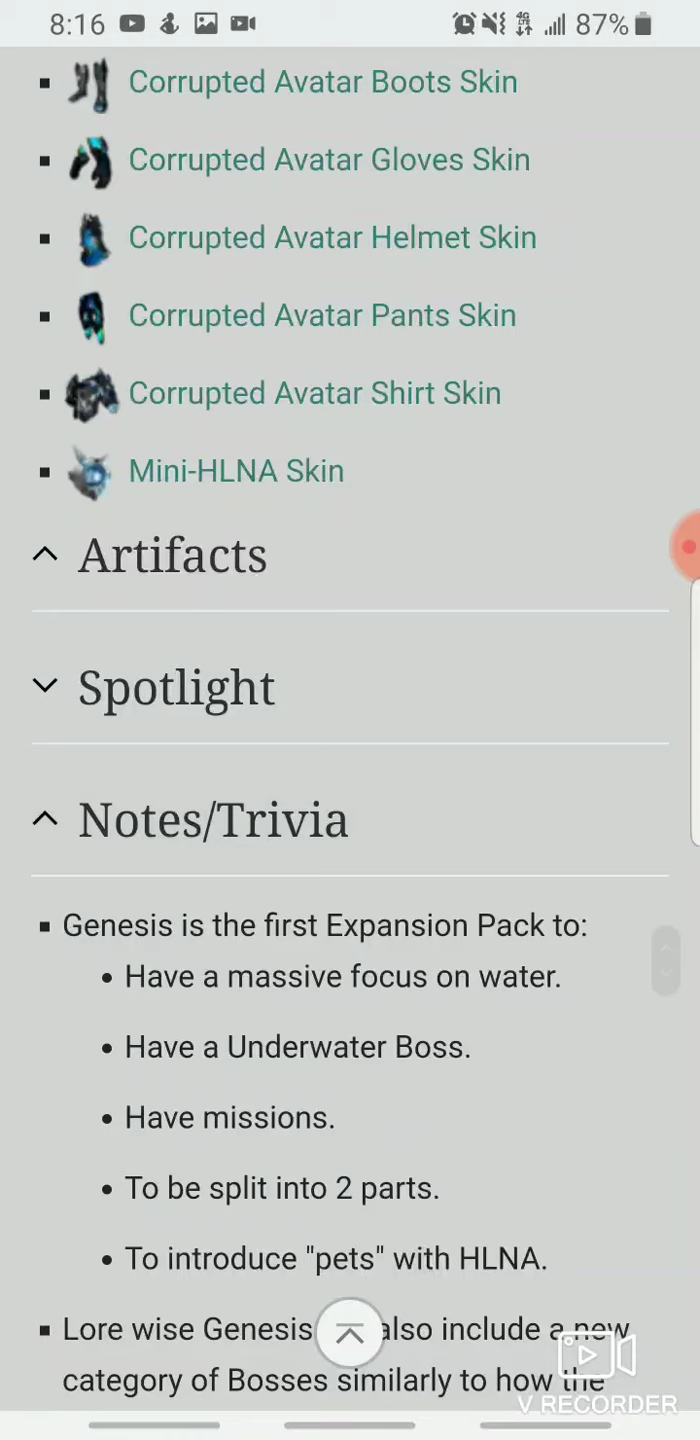 8:16 4G 87%
Corrupted Avatar Boots Skin
Corrupted Avatar Gloves Skin
Corrupted Avatar Helmet Skin
Corrupted Avatar Pants Skin
Corrupted Avatar Shirt Skin
Mini-HLNA Skin
Artifacts
Spotlight
Notes/Trivia
Genesis is the first Expansion Pack to:
Have a massive focus on water.
Have a Underwater Boss.
Have missions.
To be split into 2 parts.
To introduce "pets" with HLNA.
Lore wise Genesis also include a new
category of Bosses similarly to how the
V RECORDER